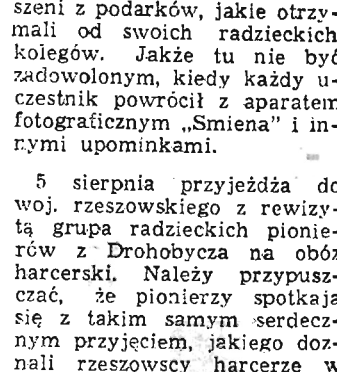 szeni z podarków, jakie otrzy-
mali od swoich radzieckich
kolegów. Jakże tu nie być
zadowolonym, kiedy każdy u-
czestnik powrócił z aparatem
fotograficznym „Smiena” i in-
nymi upominkami.
5 sierpnia przyjeżdża do
woj. rzeszowskiego z rewizy-
tą grupa radzieckich pionie-
rów z Drohobycza na obóz
harcerski. Należy przypusz-
czać, że pionierzy spotkają
się z takim samym serdecz-
nym przyjęciem, jakiego doz-
nali rzeszowscy harcerze w